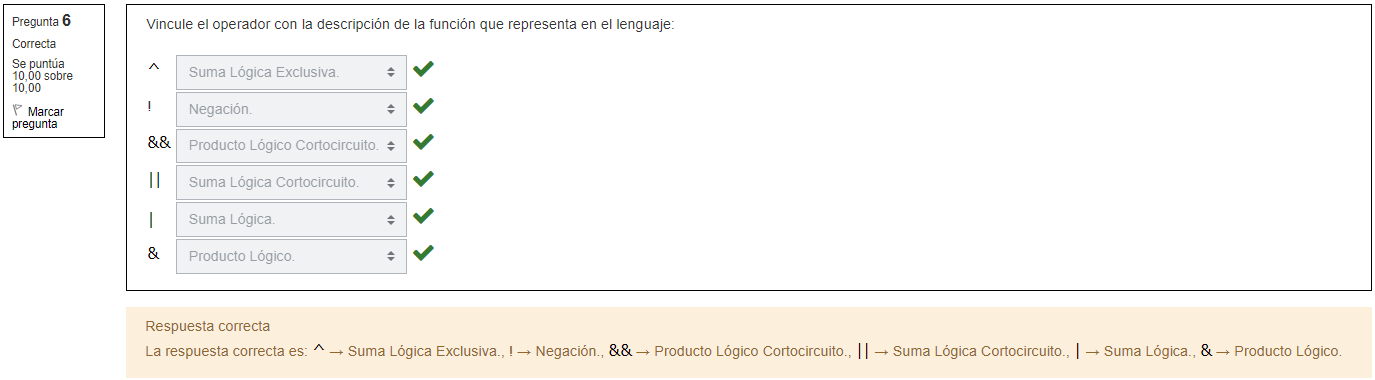 Pregunta 6
Correcta
Se puntúa
10,00 sobre
10,00
Marcar
pregunta
Vincule el operador con la descripción de la función que representa en el lenguaje:
^ Suma Lógica Exclusiva.
! Negación.
&& Producto Lógico Cortocircuito.
|| Suma Lógica Cortocircuito.
| Suma Lógica.
& Producto Lógico.
Respuesta correcta
La respuesta correcta es: ^ → Suma Lógica Exclusiva., ! → Negación., && → Producto Lógico Cortocircuito., || → Suma Lógica Cortocircuito., | → Suma Lógica., & → Producto Lógico.